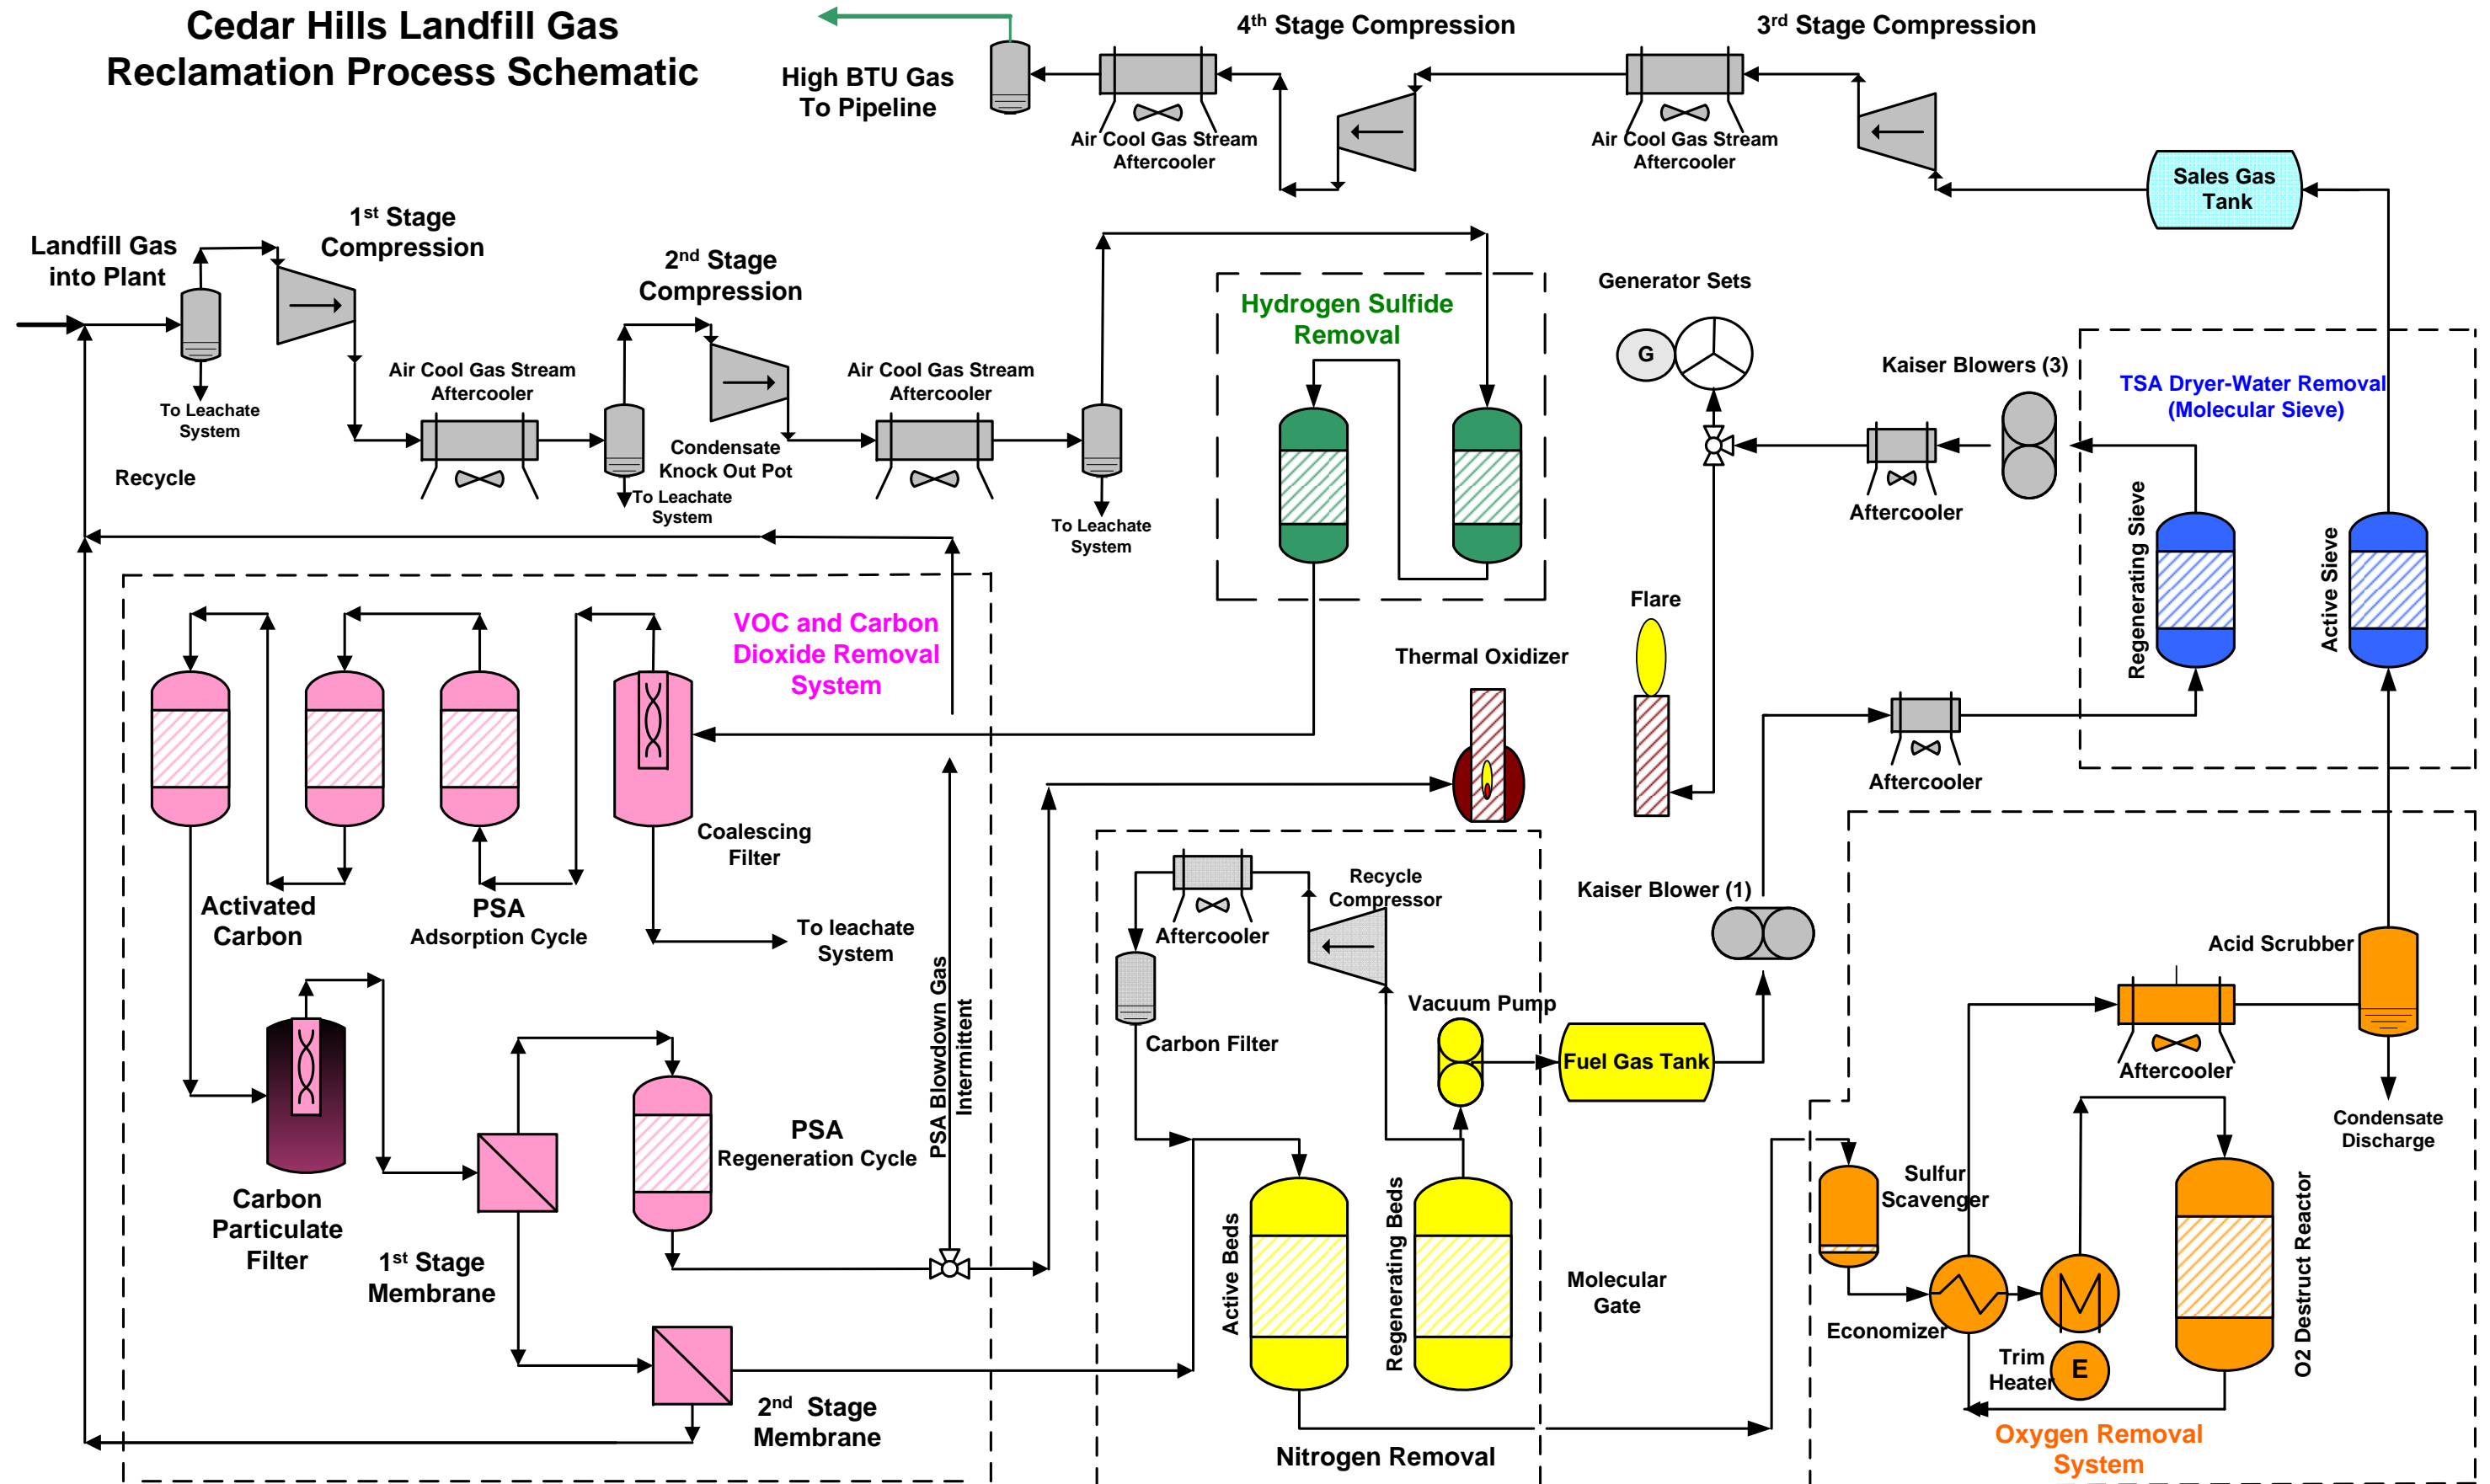 Cedar Hills Landfill Gas
Reclamation Process Schematic
High BTU Gas
To Pipeline
4th Stage Compression
3rd Stage Compression
Air Cool Gas Stream
Aftercooler
Air Cool Gas Stream
Aftercooler
Sales Gas
Tank
Landfill Gas
into Plant
1st Stage
Compression
2nd Stage
Compression
Air Cool Gas Stream
Aftercooler
Air Cool Gas Stream
Aftercooler
To Leachate
System
Recycle
Condensate
Knock Out Pot
To Leachate
System
To Leachate
System
Hydrogen Sulfide
Removal
Generator Sets
G
Kaiser Blowers (3)
Aftercooler
TSA Dryer-Water Removal
(Molecular Sieve)
Regenerating Sieve
Active Sieve
Flare
Thermal Oxidizer
Aftercooler
VOC and Carbon
Dioxide Removal
System
Coalescing
Filter
Activated
Carbon
PSA
Adsorption Cycle
To leachate
System
PSA Blowdown Gas
Intermittent
Carbon
Particulate
Filter
1st Stage
Membrane
PSA
Regeneration Cycle
2nd Stage
Membrane
Recycle
Compressor
Aftercooler
Carbon Filter
Vacuum Pump
Kaiser Blower (1)
Fuel Gas Tank
Active Beds
Regenerating Beds
Molecular
Gate
Nitrogen Removal
Acid Scrubber
Aftercooler
Condensate
Discharge
Sulfur
Scavenger
Economizer
Trim
Heater
E
O2 Destruct Reactor
Oxygen Removal
System